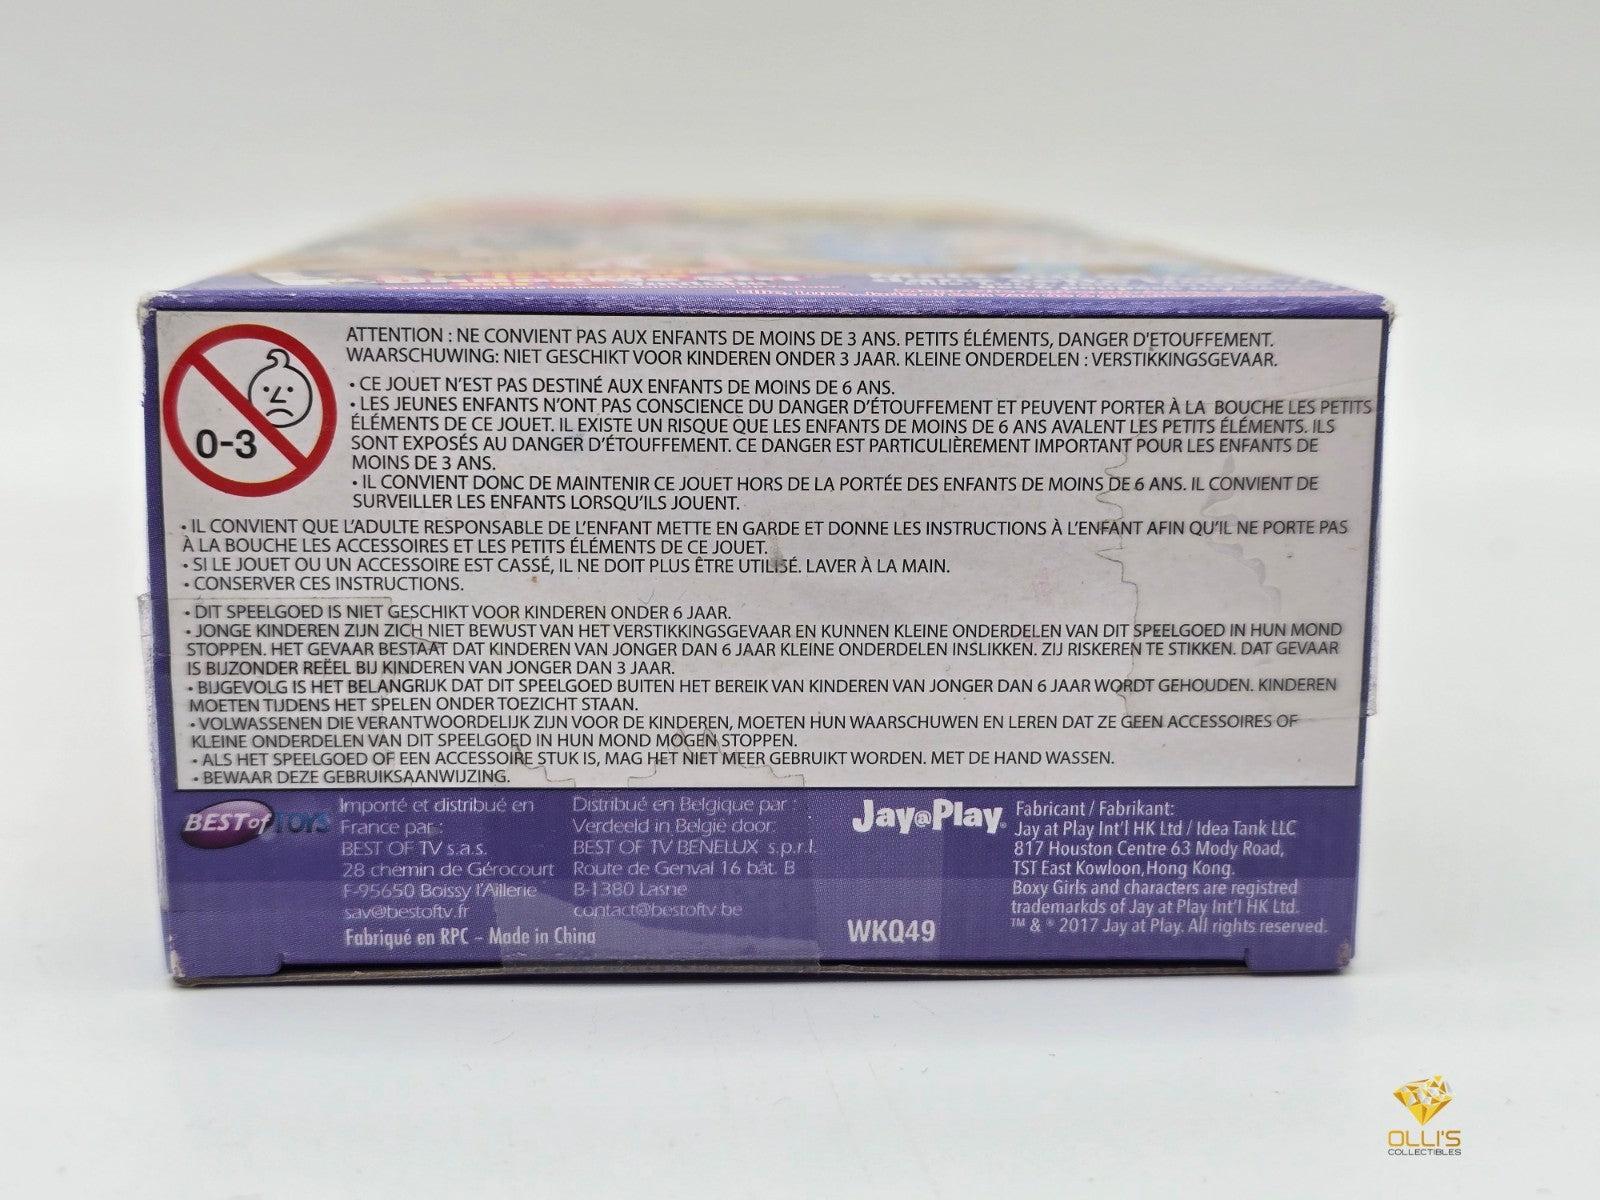 0-3
ATTENTION : NE CONVIENT PAS AUX ENFANTS DE MOINS DE 3 ANS. PETITS ÉLÉMENTS, DANGER D'ETOUFFEMENT.
WAARSCHUWING: NIET GESCHIKT VOOR KINDEREN ONDER 3 JAAR. KLEINE ONDERDELEN : VERSTIKKINGSGEVAAR.
• CE JOUET N'EST PAS DESTINÉ AUX ENFANTS DE MOINS DE 6 ANS.
• LES JEUNES ENFANTS N'ONT PAS CONSCIENCE DU DANGER D'ÉTOUFFEMENT ET PEUVENT PORTER À LA BOUCHE LES PETITS
ÉLÉMENTS DE CE JOUET. IL EXISTE UN RISQUE QUE LES ENFANTS DE MOINS DE 6 ANS AVALENT LES PETITS ÉLÉMENTS. ILS
SONT EXPOSÉS AU DANGER D'ÉTOUFFEMENT. CE DANGER EST PARTICULIÈREMENT IMPORTANT POUR LES ENFANTS DE
MOINS DE 3 ANS.
• IL CONVIENT DONC DE MAINTENIR CE JOUET HORS DE LA PORTÉE DES ENFANTS DE MOINS DE 6 ANS. IL CONVIENT DE
SURVEILLER LES ENFANTS LORSQU'ILS JOUENT.
• IL CONVIENT QUE L'ADULTE RESPONSABLE DE L'ENFANT METTE EN GARDE ET DONNE LES INSTRUCTIONS À L'ENFANT AFIN QU'IL NE PORTE PAS
À LA BOUCHE LES ACCESSOIRES ET LES PETITS ÉLÉMENTS DE CE JOUET.
• SI LE JOUET OU UN ACCESSOIRE EST CASSÉ, IL NE DOIT PLUS ÊTRE UTILISÉ. LAVER À LA MAIN.
• CONSERVER CES INSTRUCTIONS.
• DIT SPEELGOED IS NIET GESCHIKT VOOR KINDEREN ONDER 6 JAAR.
• JONGE KINDEREN ZIJN ZICH NIET BEWUST VAN HET VERSTIKKINGSGEVAAR EN KUNNEN KLEINE ONDERDELEN VAN DIT SPEELGOED IN HUN MOND
STOPPEN. HET GEVAAR BESTAAT DAT KINDEREN VAN JONGER DAN 6 JAAR KLEINE ONDERDELEN INSLIKKEN. ZIJ RISKEREN TE STIKKEN. DAT GEVAAR
IS BIJZONDER REËEL BIJ KINDEREN VAN JONGER DAN 3 JAAR.
• BIJGEVOLG IS HET BELANGRIJK DAT DIT SPEELGOED BUITEN HET BEREIK VAN KINDEREN VAN JONGER DAN 6 JAAR WORDT GEHOUDEN. KINDEREN
MOETEN TIJDENS HET SPELEN ONDER TOEZICHT STAAN.
• VOLWASSENEN DIE VERANTWOORDELIJK ZIJN VOOR DE KINDEREN, MOETEN HUN WAARSCHUWEN EN LEREN DAT ZE GEEN ACCESSOIRES OF
KLEINE ONDERDELEN VAN DIT SPEELGOED IN HUN MOND MOGEN STOPPEN.
• ALS HET SPEELGOED OF EEN ACCESSOIRE STUK IS, MAG HET NIET MEER GEBRUIKT WORDEN. MET DE HAND WASSEN.
• BEWAAR DEZE GEBRUIKSAANWIJZING.
BEST of TOYS
Importé et distribué en
France par :
BEST OF TV s.a.s.
28 chemin de Gérocourt
F-95650 Boissy l'Aillerie
sav@bestoftv.fr
Fabriqué en RPC - Made in China
Distribué en Belgique par :
Verdeeld in België door:
BEST OF TV BENELUX s.p.r.l.
Route de Genval 16 bât. B
B-1380 Lasne
contact@bestoftv.be
Jay@Play
WKQ49
Fabricant / Fabrikant:
Jay at Play Int'l HK Ltd / Idea Tank LLC
817 Houston Centre 63 Mody Road,
TST East Kowloon, Hong Kong.
Boxy Girls and characters are registred
trademarkds of Jay at Play Int'l HK Ltd.
™ & ® 2017 Jay at Play. All rights reserved.
OLLI'S
COLLECTIBLES